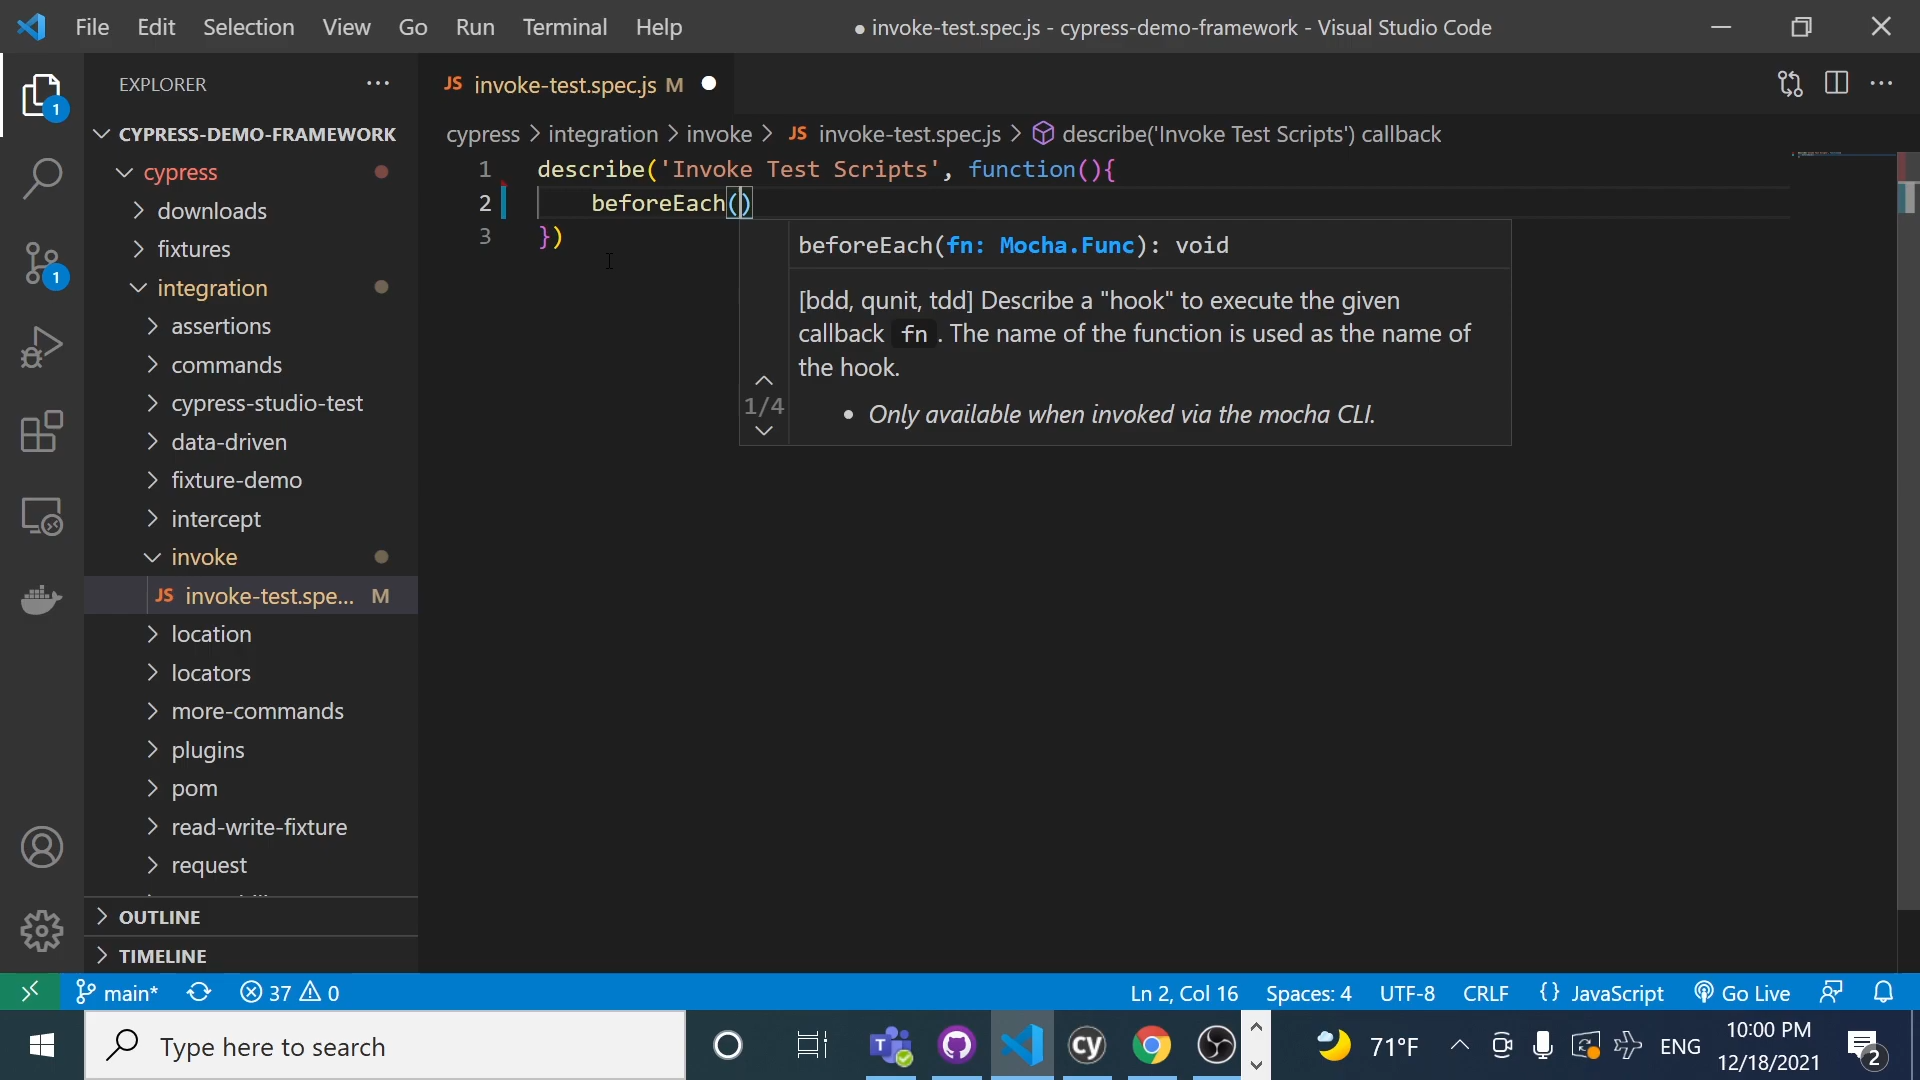 File Edit Selection View Go Run Terminal Help
● invoke-test.spec.js - cypress-demo-framework - Visual Studio Code
EXPLORER
JS invoke-test.spec.js M
1
CYPRESS-DEMO-FRAMEWORK
cypress > integration > invoke > JS invoke-test.spec.js > describe('Invoke Test Scripts') callback
cypress
downloads
fixtures
integration
1
assertions
commands
cypress-studio-test
data-driven
fixture-demo
intercept
invoke
JS invoke-test.spe... M
location
locators
more-commands
plugins
pom
read-write-fixture
request
OUTLINE
TIMELINE
1 describe('Invoke Test Scripts', function(){
2 beforeEach()
3 })
beforeEach(fn: Mocha.Func): void
[bdd, qunit, tdd] Describe a "hook" to execute the given
callback fn . The name of the function is used as the name of
the hook.
1/4
• Only available when invoked via the mocha CLI.
main* 37 0
Ln 2, Col 16 Spaces: 4 UTF-8 CRLF {} JavaScript Go Live
Type here to search
T
cy
71°F
ENG
10:00 PM
12/18/2021
2